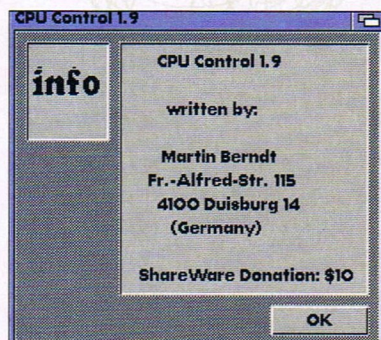 CPU Control 1.9
info
CPU Control 1.9
written by:
Martin Berndt
Fr.-Alfred-Str. 115
4100 Duisburg 14
(Germany)
ShareWare Donation: $10
OK